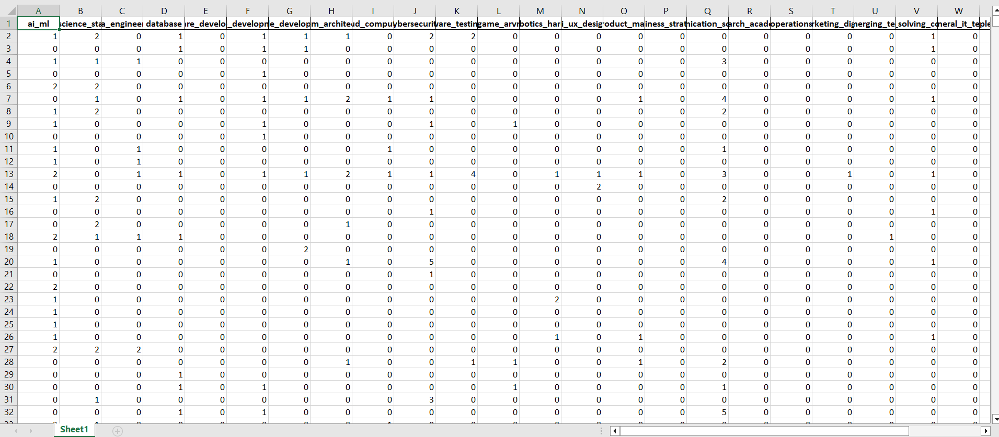 A B C D E F G H I J K L M N O P Q R S T U V W
1 ai_ml science_sta a_engineer database are_develo _developn le_develop m_architec ud_comput ybersecurit ware_testin game_arvr botics_har i_ux_desig roduct_ma iness_strat nication_so arch_acade operations rketing_dig nerging_te _solving_co neral_it_te ple
2 1 2 0 1 0 1 1 1 0 2 2 0 0 0 0 0 0 0 0 0 0 1 0
3 0 0 0 1 0 1 1 0 0 0 0 0 0 0 0 0 0 0 0 0 0 1 0
4 1 1 1 0 0 0 0 0 0 0 0 0 0 0 0 0 3 0 0 0 0 0 0
5 0 0 0 0 0 1 0 0 0 0 0 0 0 0 0 0 0 0 0 0 0 0 0
6 2 2 0 0 0 0 0 0 0 0 0 0 0 0 0 0 0 0 0 0 0 0 0
7 0 1 0 1 0 1 1 2 1 1 0 0 0 0 1 0 4 0 0 0 0 1 0
8 1 2 0 0 0 0 0 0 0 0 0 0 0 0 0 0 2 0 0 0 0 0 0
9 1 0 0 0 0 1 0 0 0 1 0 1 0 0 0 0 0 0 0 0 0 0 0
10 0 0 0 0 0 1 0 0 0 0 0 0 0 0 0 0 0 0 0 0 0 0 0
11 1 0 1 0 0 0 0 0 1 0 0 0 0 0 0 0 1 0 0 0 0 0 0
12 1 0 1 0 0 0 0 0 0 0 0 0 0 0 0 0 0 0 0 0 0 0 0
13 2 0 1 1 0 1 1 2 1 1 4 0 1 1 1 0 3 0 0 1 0 1 0
14 0 0 0 0 0 0 0 0 0 0 0 0 0 2 0 0 0 0 0 0 0 0 0
15 1 2 0 0 0 0 0 0 0 0 0 0 0 0 0 0 2 0 0 0 0 0 0
16 0 0 0 0 0 0 0 0 0 1 0 0 0 0 0 0 0 0 0 0 0 1 0
17 0 2 0 0 0 0 0 1 0 0 0 0 0 0 0 0 0 0 0 0 0 0 0
18 2 1 1 1 0 0 0 0 0 0 0 0 0 0 0 0 0 0 0 0 1 0 0
19 0 0 0 0 0 0 2 0 0 0 0 0 0 0 0 0 0 0 0 0 0 0 0
20 1 0 0 0 0 0 0 1 0 5 0 0 0 0 0 0 4 0 0 0 0 1 0
21 0 0 0 0 0 0 0 0 0 1 0 0 0 0 0 0 0 0 0 0 0 0 0
22 2 0 0 0 0 0 0 0 0 0 0 0 0 0 0 0 0 0 0 0 0 0 0
23 1 0 0 0 0 0 0 0 0 0 0 0 2 0 0 0 0 0 0 0 0 0 0
24 1 0 0 0 0 0 0 0 0 0 0 0 0 0 0 0 0 0 0 0 0 0 0
25 1 0 0 0 0 0 0 0 0 0 0 0 0 0 0 0 0 0 0 0 0 0 0
26 1 0 0 0 0 0 0 0 0 0 0 0 1 0 1 0 0 0 0 0 0 1 0
27 2 2 2 0 0 0 0 0 0 0 0 0 0 0 0 0 0 0 0 0 0 0 0
28 0 0 0 0 0 0 0 1 0 0 1 1 0 0 1 0 2 0 0 0 0 0 0
29 0 0 0 1 0 0 0 0 0 0 0 0 0 0 0 0 0 0 0 0 0 0 0
30 0 0 0 1 0 1 0 0 0 0 0 1 0 0 0 0 1 0 0 0 0 0 0
31 0 1 0 0 0 0 0 0 0 3 0 0 0 0 0 0 0 0 0 0 0 0 0
32 0 0 0 1 0 1 0 0 0 0 0 0 0 0 0 0 5 0 0 0 0 0 0
Sheet1